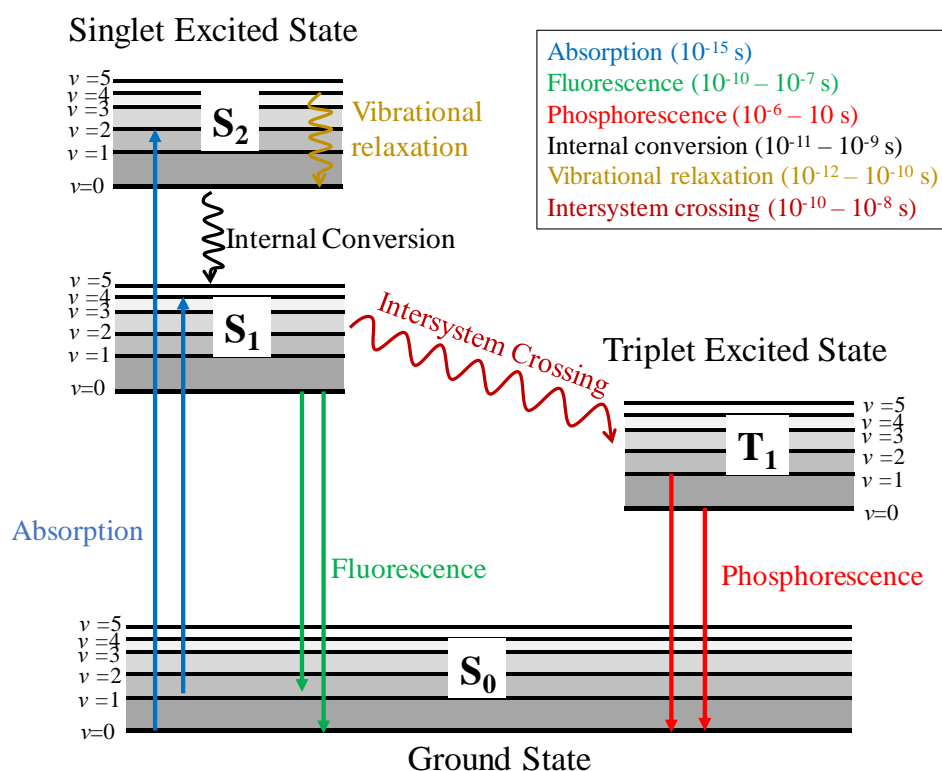 Singlet Excited State
Absorption (10⁻¹⁵ s)
Fluorescence (10⁻¹⁰ – 10⁻⁷ s)
Phosphorescence (10⁻⁶ – 10 s)
Internal conversion (10⁻¹¹ – 10⁻⁹ s)
Vibrational relaxation (10⁻¹² – 10⁻¹⁰ s)
Intersystem crossing (10⁻¹⁰ – 10⁻⁸ s)
v =5
v =4
v =3
v =2
v =1
v=0
S₂
Vibrational
relaxation
Internal Conversion
v =5
v =4
v =3
v =2
v =1
v=0
S₁
Intersystem Crossing
Triplet Excited State
v =5
v =4
v =3
v =2
v =1
v=0
T₁
Absorption
Fluorescence
Phosphorescence
v =5
v =4
v =3
v =2
v =1
v=0
S₀
Ground State